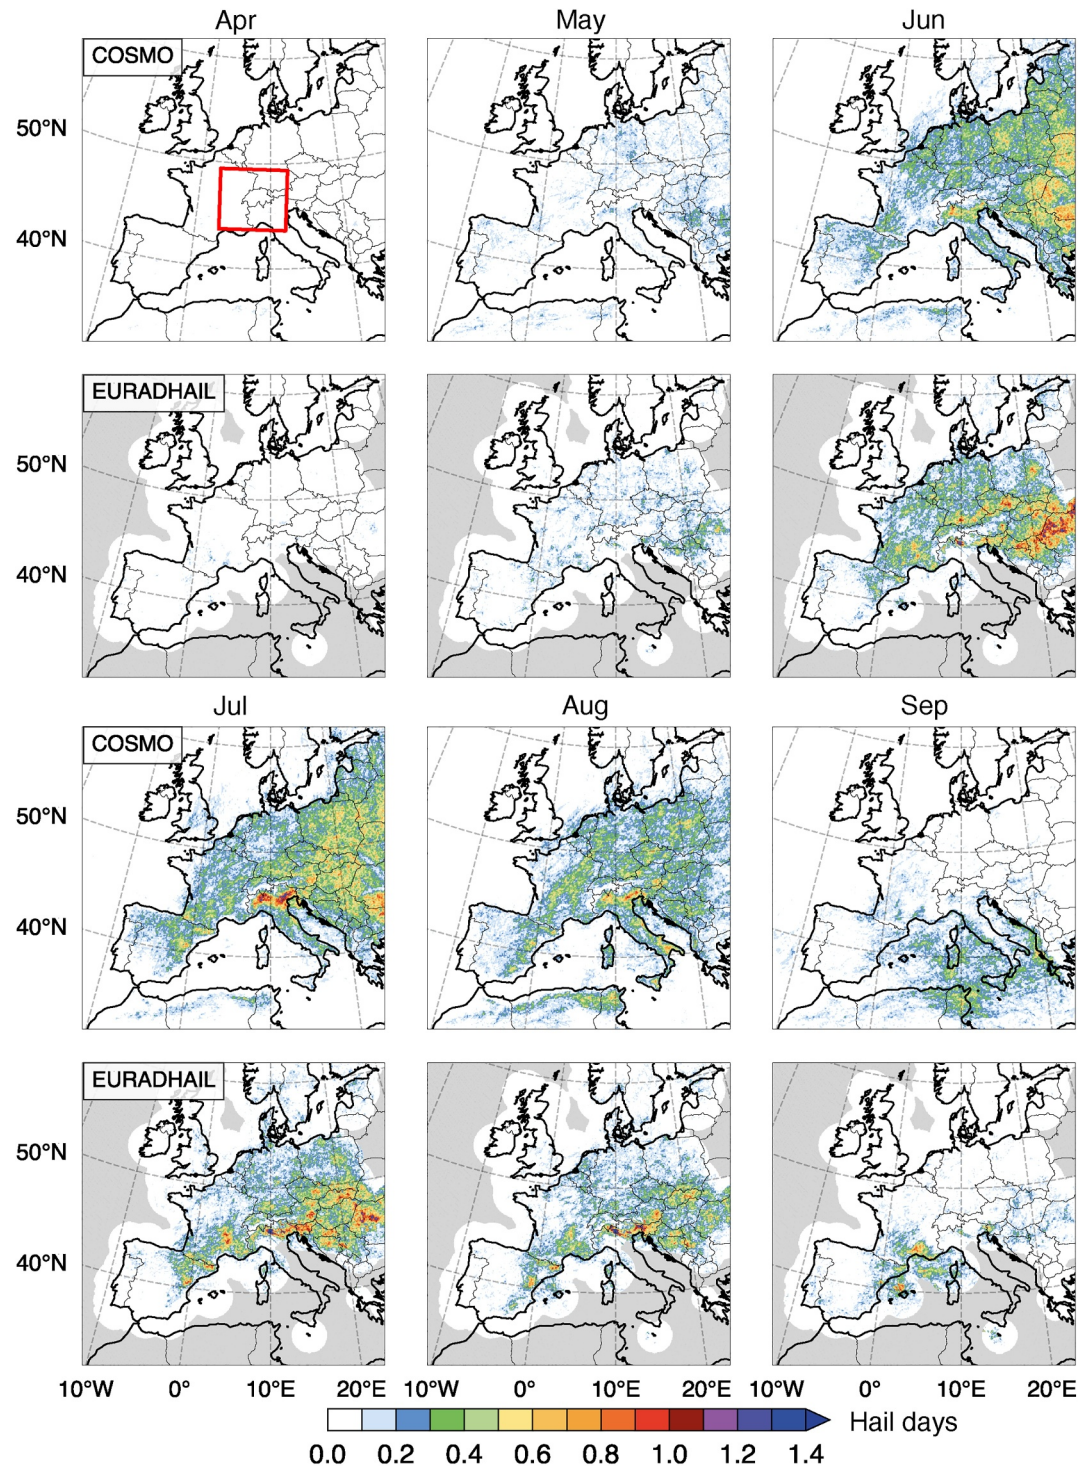 Apr May Jun
COSMO
50°N
40°N
EURADHAIL
50°N
40°N
Jul Aug Sep
COSMO
50°N
40°N
EURADHAIL
50°N
40°N
10°W 0° 10°E 20°E 10°W 0° 10°E 20°E 10°W 0° 10°E 20°E
Hail days
0.0 0.2 0.4 0.6 0.8 1.0 1.2 1.4